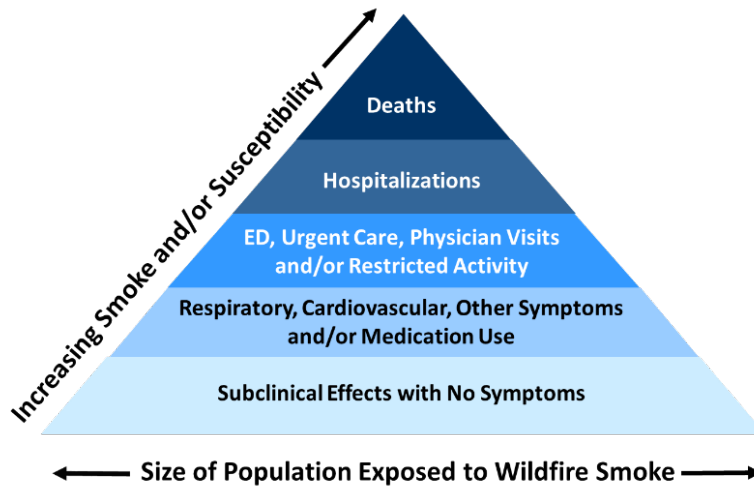 Increasing Smoke and/or Susceptibility
Deaths
Hospitalizations
ED, Urgent Care, Physician Visits
and/or Restricted Activity
Respiratory, Cardiovascular, Other Symptoms
and/or Medication Use
Subclinical Effects with No Symptoms
Size of Population Exposed to Wildfire Smoke